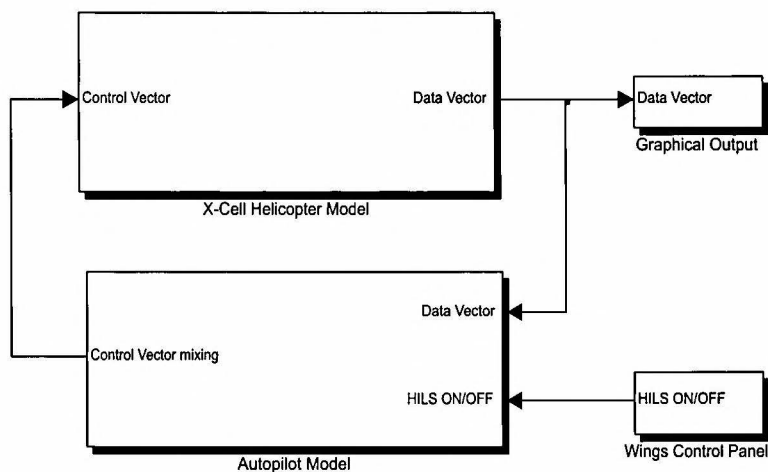 Control Vector
Data Vector
Data Vector
Graphical Output
X-Cell Helicopter Model
Data Vector
Control Vector mixing
HILS ON/OFF
HILS ON/OFF
Wings Control Panel
Autopilot Model